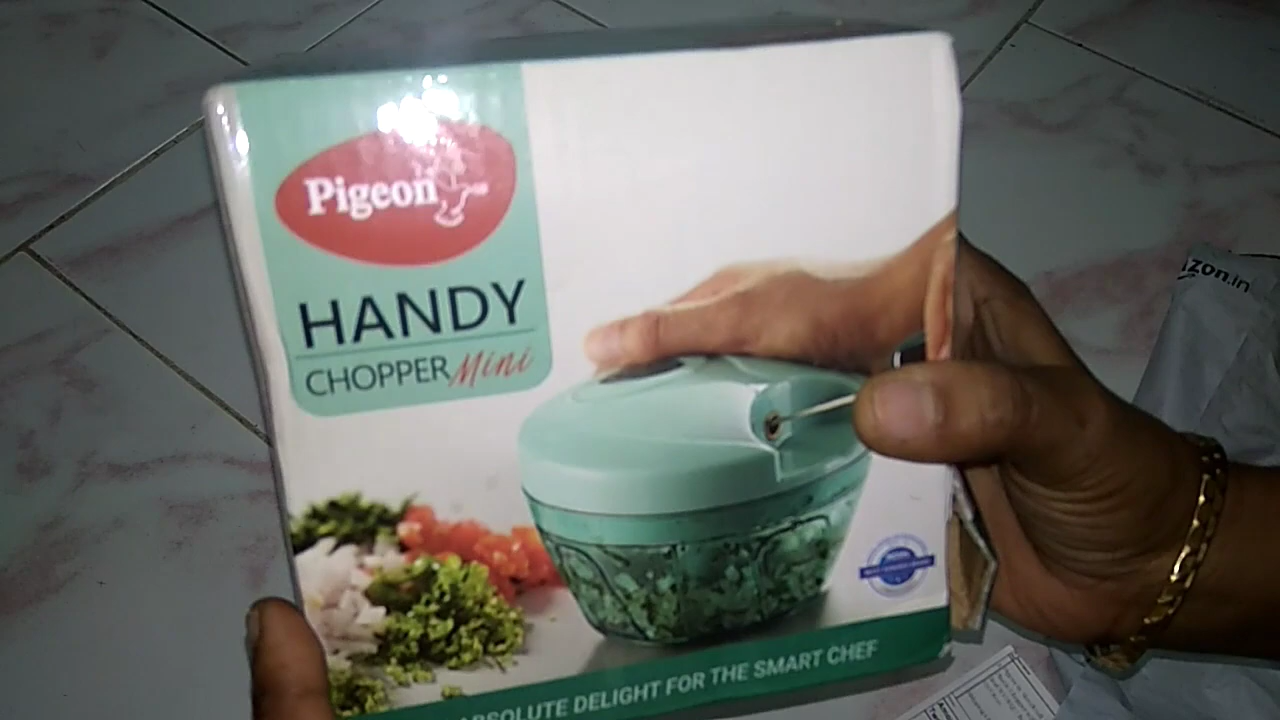 Pigeon
HANDY
CHOPPER Mini
ABSOLUTE DELIGHT FOR THE SMART CHEF
zon.in